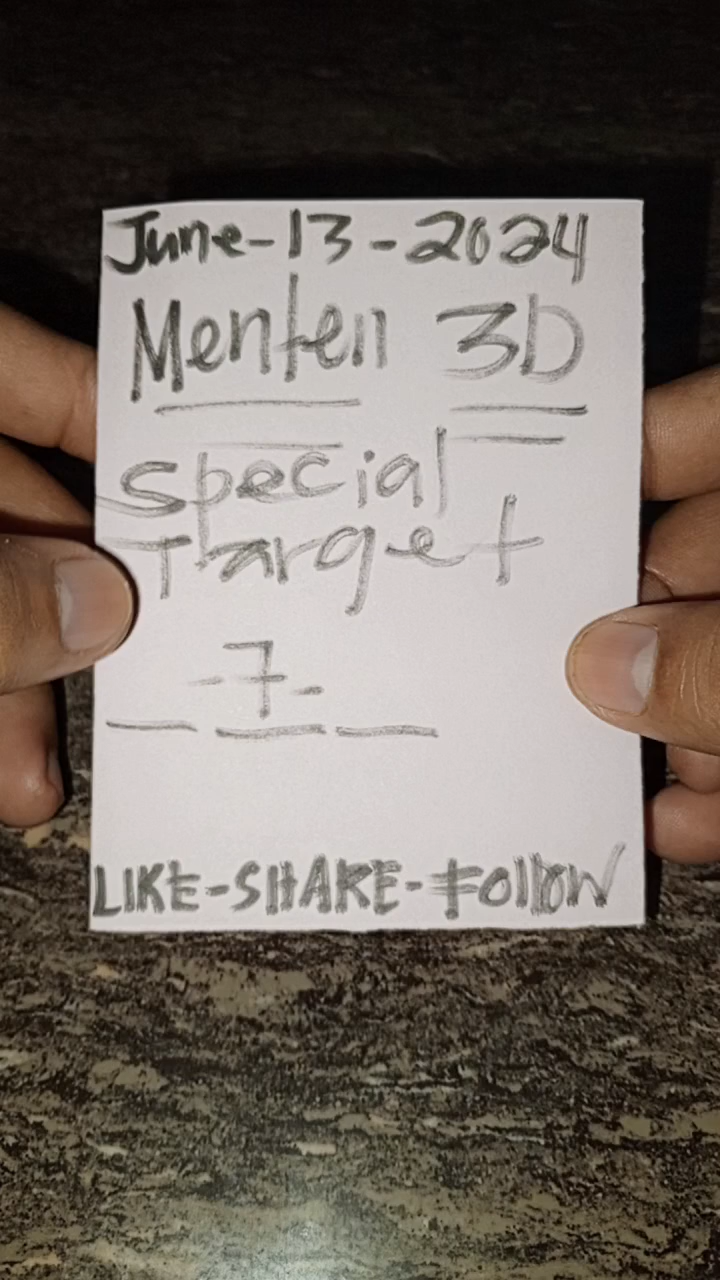 June-13-2024
Menten 3D
Special
Target
-7-
LIKE-SHARE-Follow